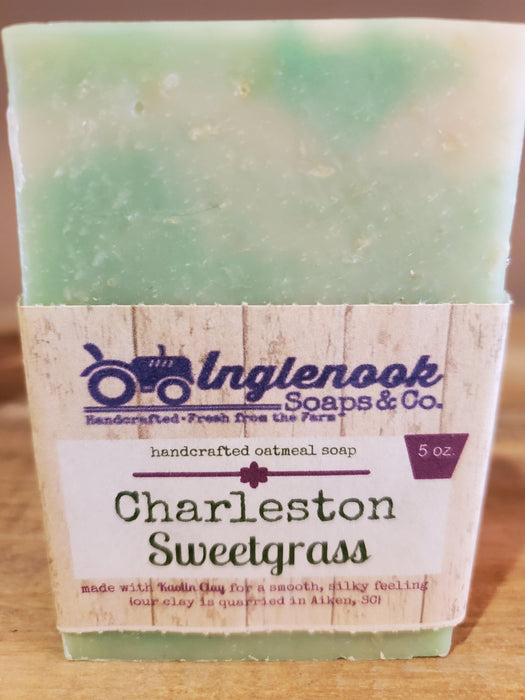 Inglenook
Soaps & Co.
Handcrafted • Fresh from the Farm
handcrafted oatmeal soap
5 oz.
Charleston
Sweetgrass
made with Kaolin Clay for a smooth, silky feeling
(our clay is quarried in Aiken, SC)